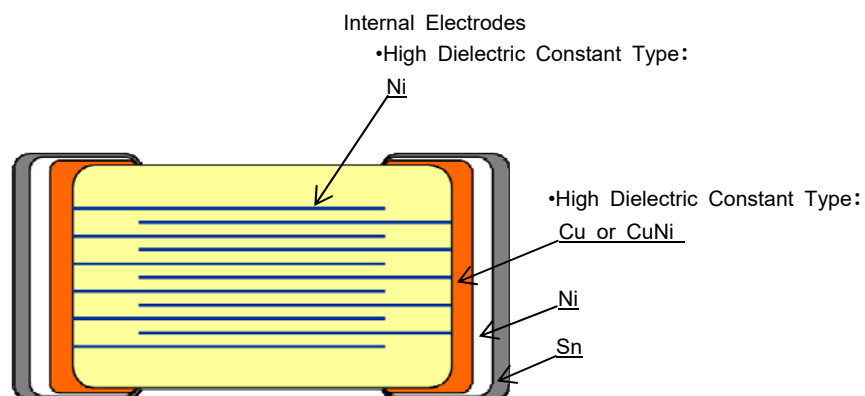 Internal Electrodes
•High Dielectric Constant Type:
Ni
•High Dielectric Constant Type:
Cu or CuNi
Ni
Sn